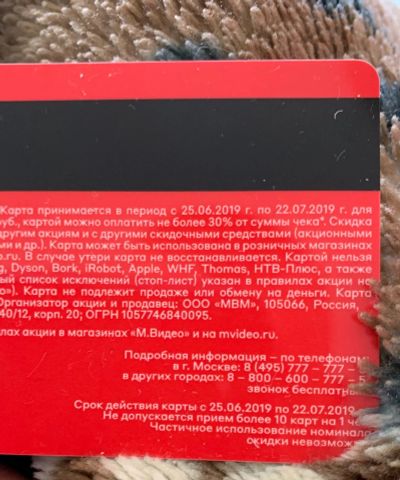 Карта принимается в период с 25.06.2019 г. по 22.07.2019 г. для
уб., картой можно оплатить не более 30% от суммы чека*. Скидка
другим акциям и с другими скидочными средствами (акционными
ми и др.). Карта может быть использована в розничных магазинах
o.ru. В случае утери карта не восстанавливается. Картой нельзя
g, Dyson, Bork, iRobot, Apple, WHF, Thomas, НТВ-Плюс, а также
ный список исключений (стоп-лист) указан в правилах акции не
о»). Карта не подлежит продаже или обмену на деньги. Карта
Организатор акции и продавец: ООО «МВМ», 105066, Россия,
40/12, корп. 20; ОГРН 1057746840095.
лах акции в магазинах «М.Видео» и на mvideo.ru.
Подробная информация – по телефонам:
в г. Москве: 8 (495) 777 – 777 –
в других городах: 8 – 800 – 600 – 777 – 5
звонок бесплатны
Срок действия карты с 25.06.2019 по 22.07.2019
Не допускается прием более 10 карт на 1 че
Частичное использование номинало
скидки невозможн